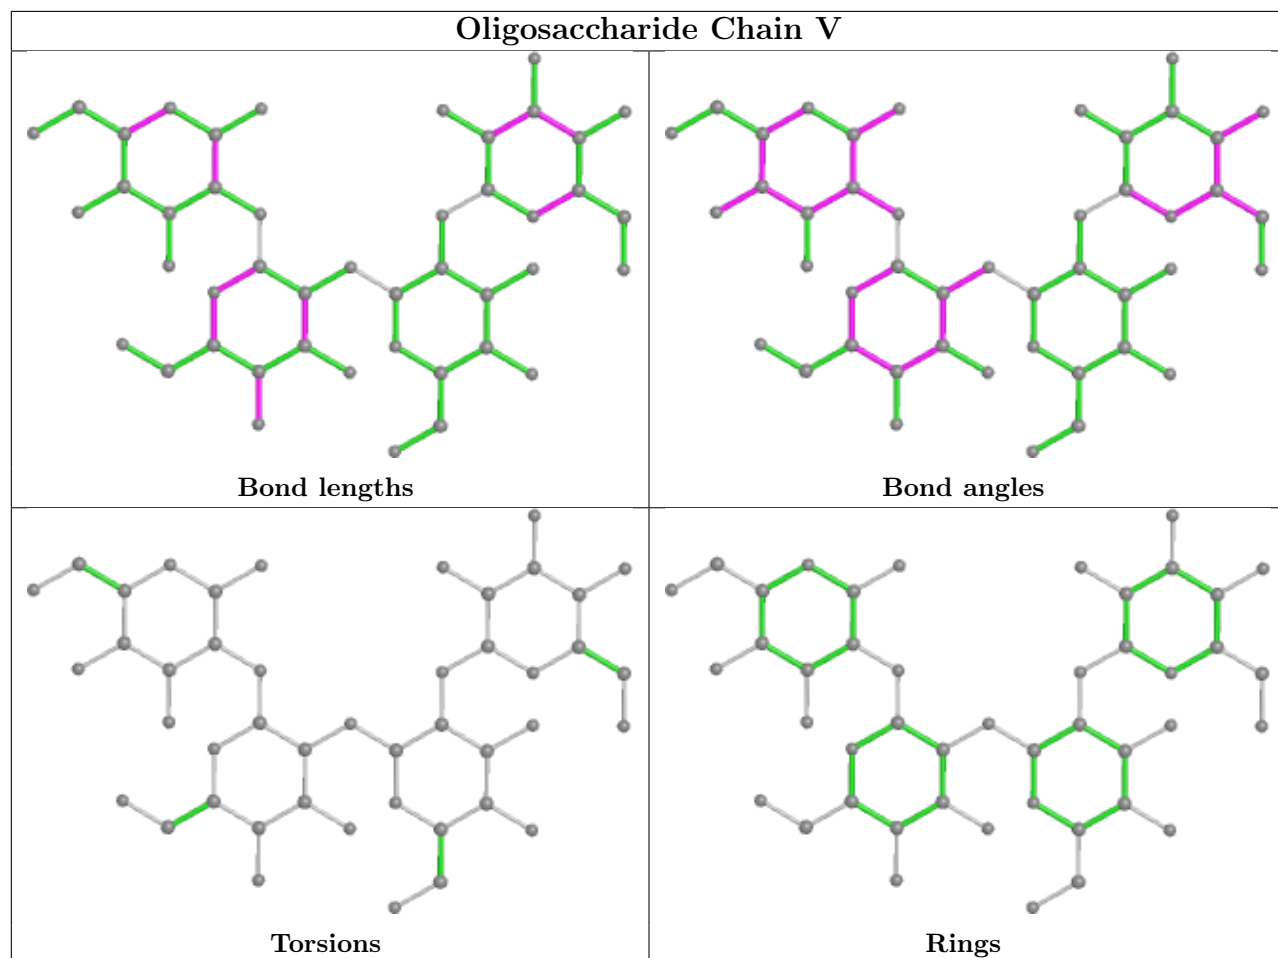 Oligosaccharide Chain V
Bond lengths
Bond angles
Torsions
Rings